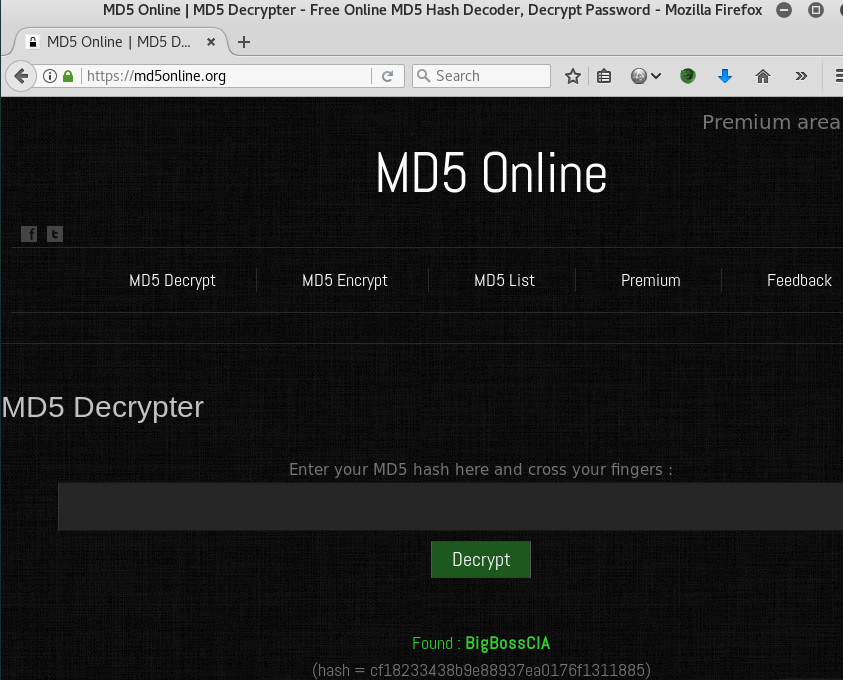 MD5 Online | MD5 Decrypter - Free Online MD5 Hash Decoder, Decrypt Password - Mozilla Firefox
MD5 Online | MD5 D...
https://md5online.org
Search
Premium area
MD5 Online
f t
MD5 Decrypt MD5 Encrypt MD5 List Premium Feedback
MD5 Decrypter
Enter your MD5 hash here and cross your fingers :
Decrypt
Found : BigBossCIA
(hash = cf18233438b9e88937ea0176f1311885)